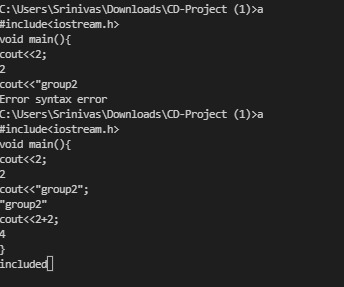 C:\Users\Srinivas\Downloads\CD-Project (1)>a
#include<iostream.h>
void main(){
cout<<2;
2
cout<<"group2
Error syntax error
C:\Users\Srinivas\Downloads\CD-Project (1)>a
#include<iostream.h>
void main(){
cout<<2;
2
cout<<"group2";
"group2"
cout<<2+2;
4
}
included